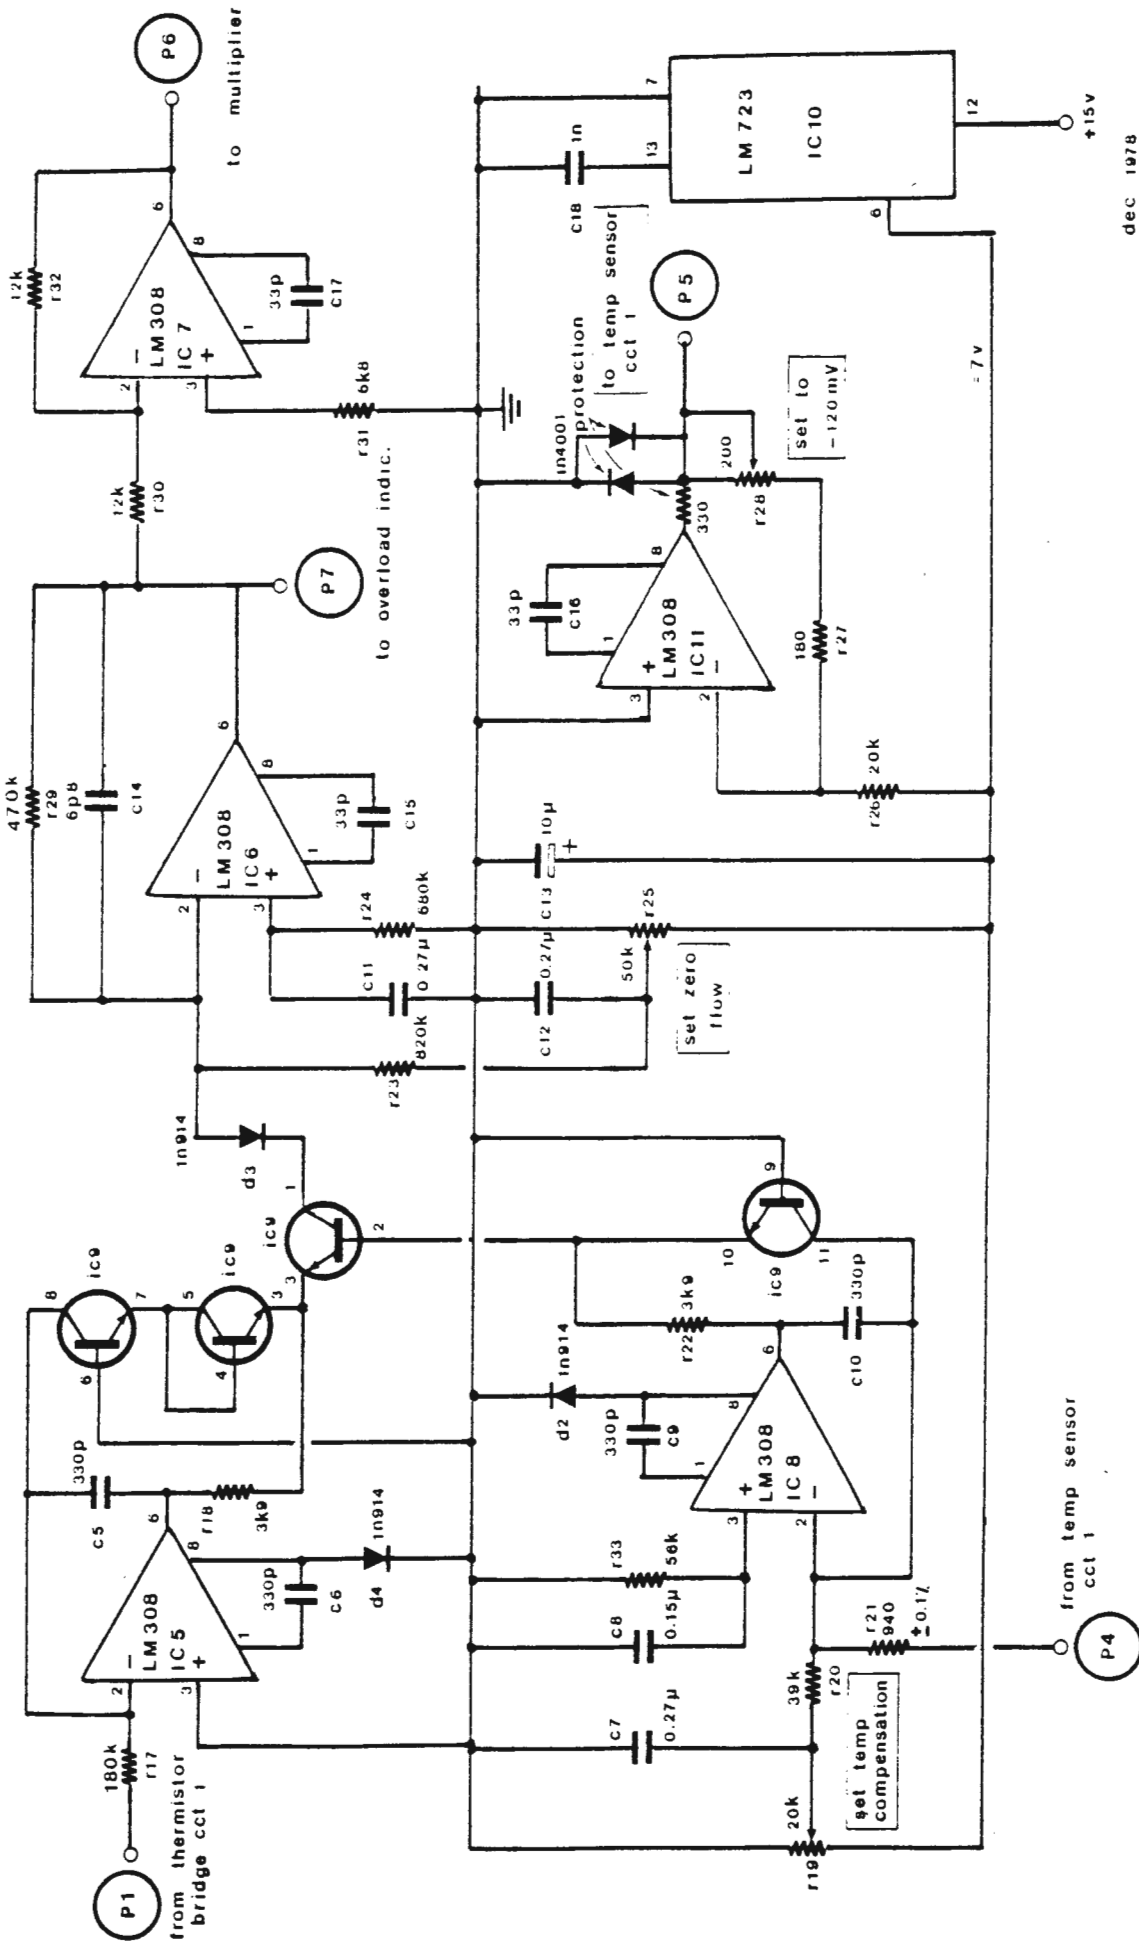 P1
from thermistor
bridge cct 1
180k
r17
2
3
LM308
IC5
−
+
6
8
1
c5
330p
r18
3k9
330p
c6
d4
1n914
8
ic9
7
6
5
ic9
4
3
3
ic9
1
2
d3
1n914
r23
820k
470k
r29
6p8
c14
2
3
−
LM308
IC6
+
6
8
1
33p
c15
c11
0.27µ
r24
680k
P7
to overload indic.
12k
r30
12k
r32
2
3
−
LM308
IC7
+
6
8
1
33p
c17
r31
6k8
P6
to multiplier
r19
20k
c7
0.27µ
set temp
compensation
39k
r20
r21
940
±0.1%
P4
from temp sensor
cct 1
c8
0.15µ
r33
56k
3
2
+
LM308
IC8
−
1
8
6
330p
c9
d2
1n914
r22
3k9
c10
330p
10
ic9
11
9
c12
0.27µ
c13
10µ
+
50k
r25
set zero
flow
r26
20k
180
r27
3
2
+
LM308
IC11
−
1
8
33p
c16
330
1n4001
protection
200
r28
set to
−120mV
to temp sensor
cct 1
P5
c18
1n
13
7
LM723
IC10
6
12
+15v
=7v
dec 1978